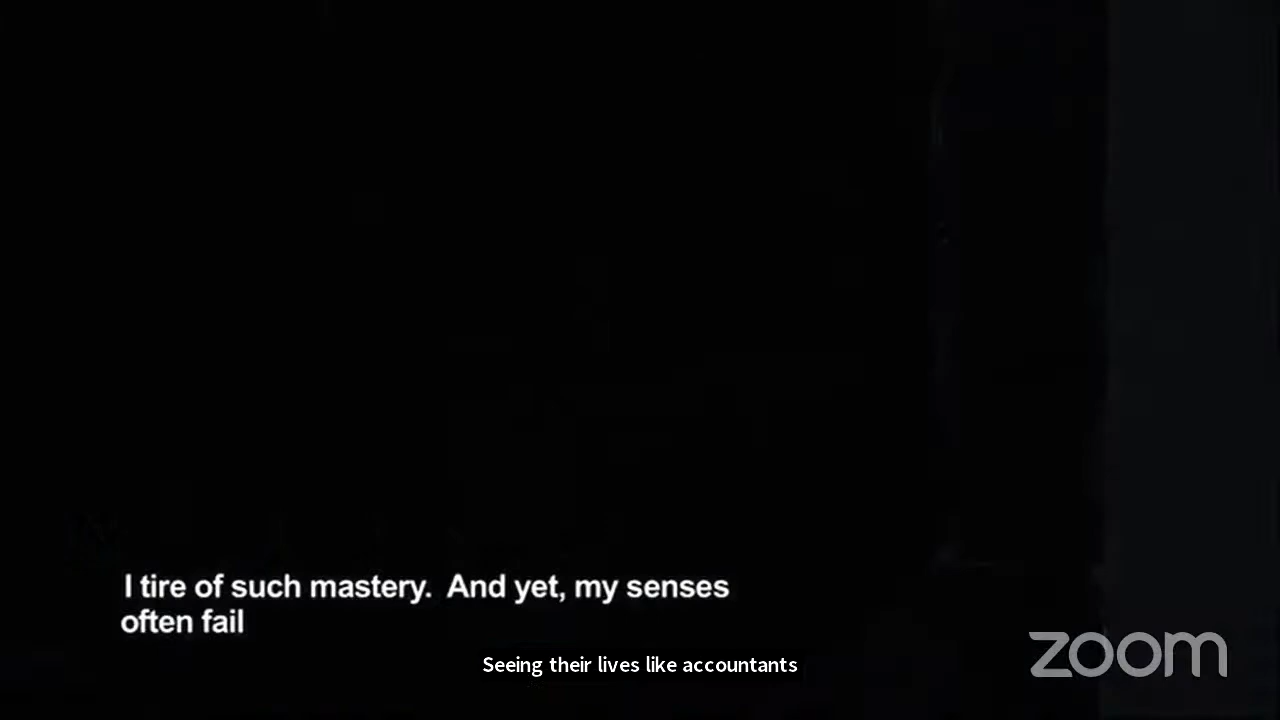 I tire of such mastery.  And yet, my senses
often fail
Seeing their lives like accountants
zoom